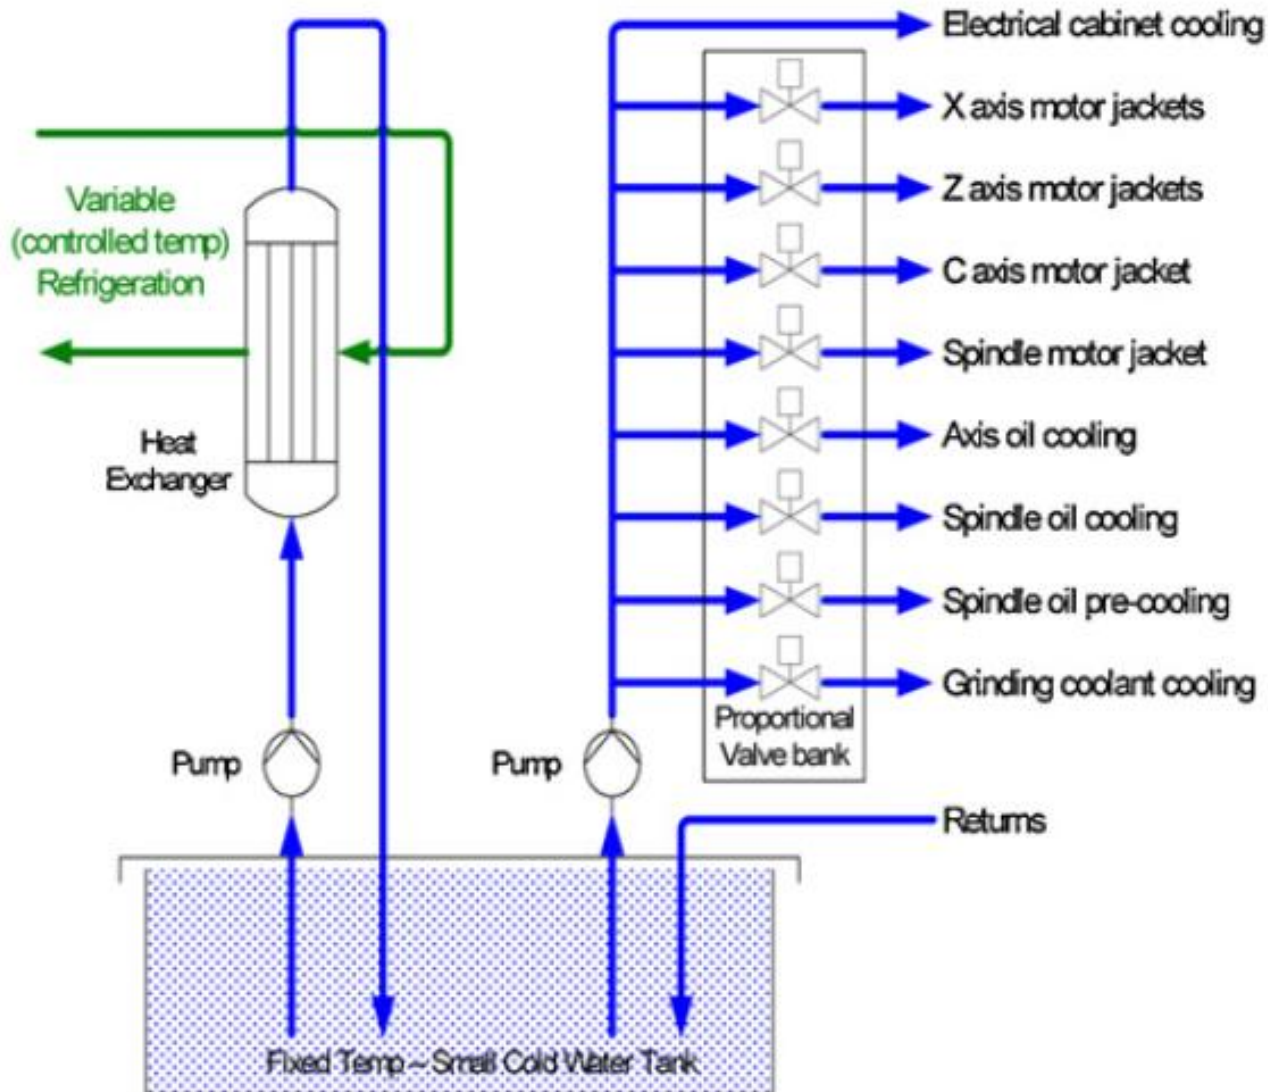 Electrical cabinet cooling
X axis motor jackets
Variable
(controlled temp)
Refrigeration
Z axis motor jackets
C axis motor jacket
Spindle motor jacket
Heat
Exchanger
Axis oil cooling
Spindle oil cooling
Spindle oil pre-cooling
Grinding coolant cooling
Proportional
Valve bank
Pump
Pump
Returns
Fixed Temp ~ Small Cold Water Tank